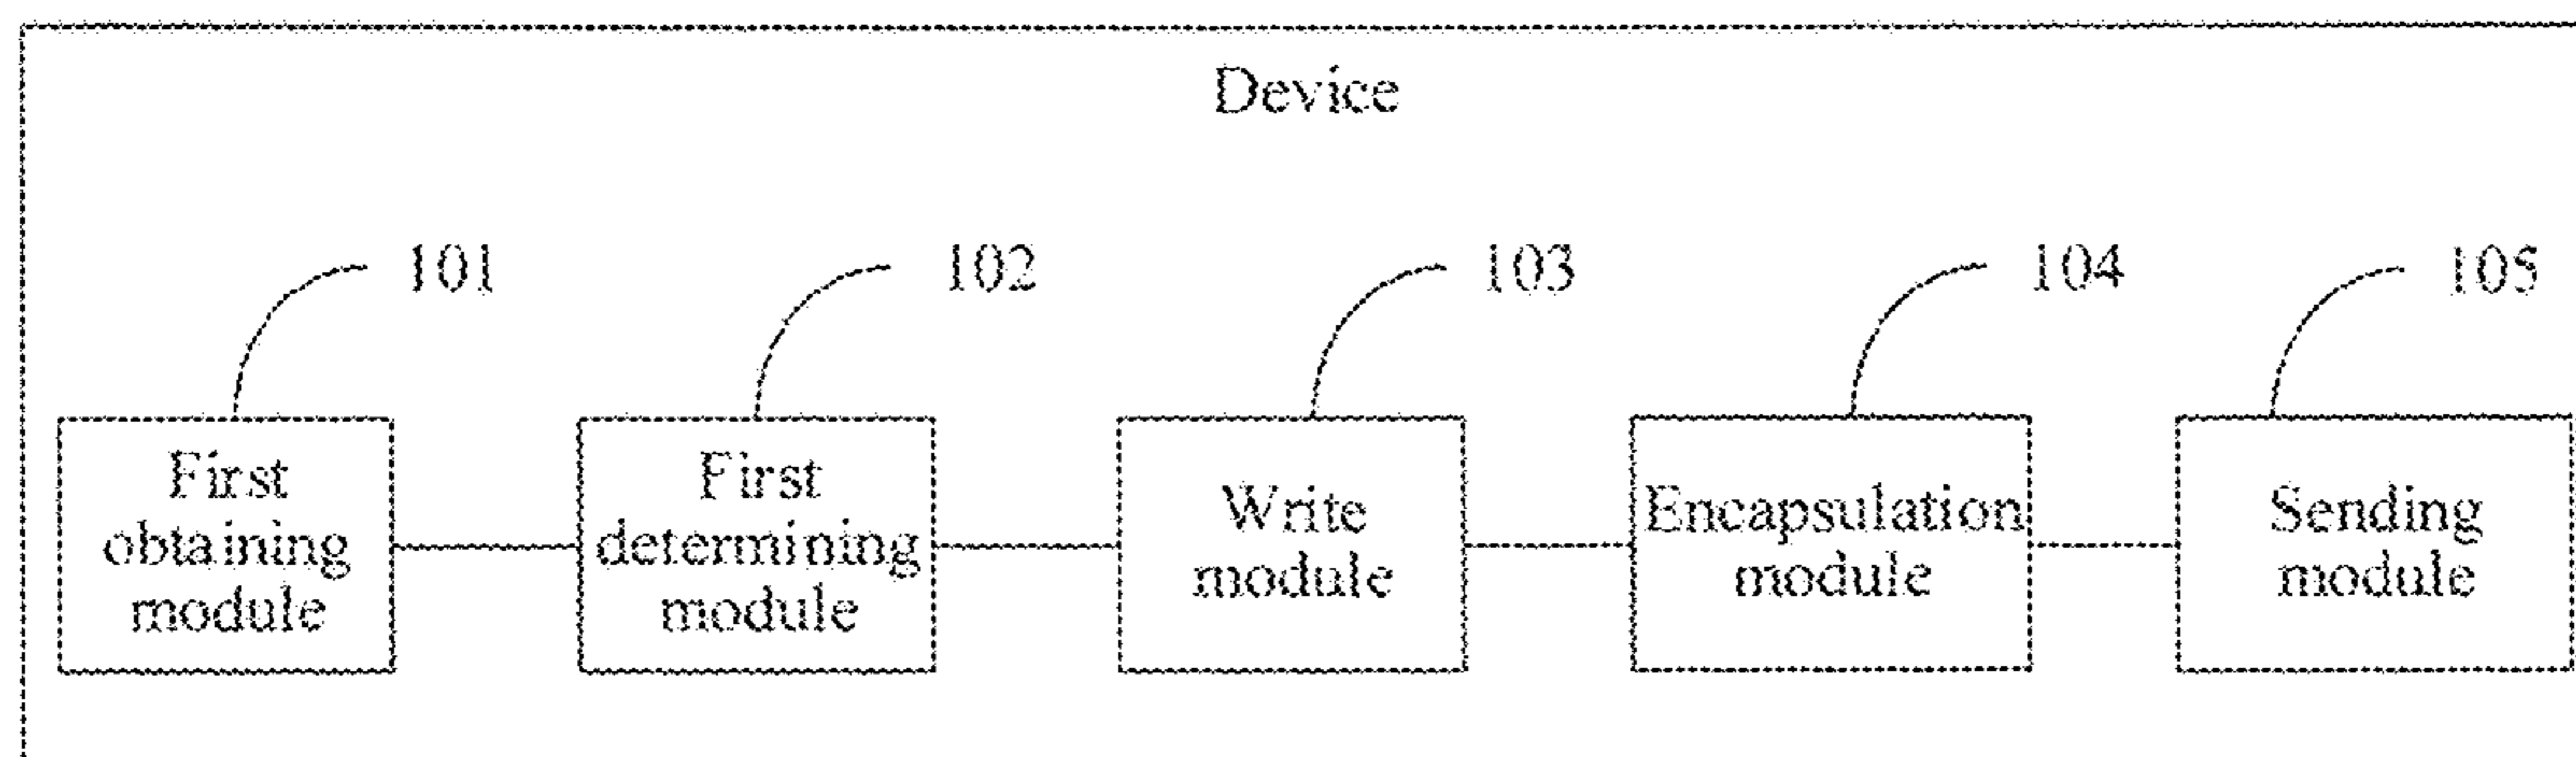 Device
101
102
103
104
105
First
obtaining
module
First
determining
module
Write
module
Encapsulation
module
Sending
module